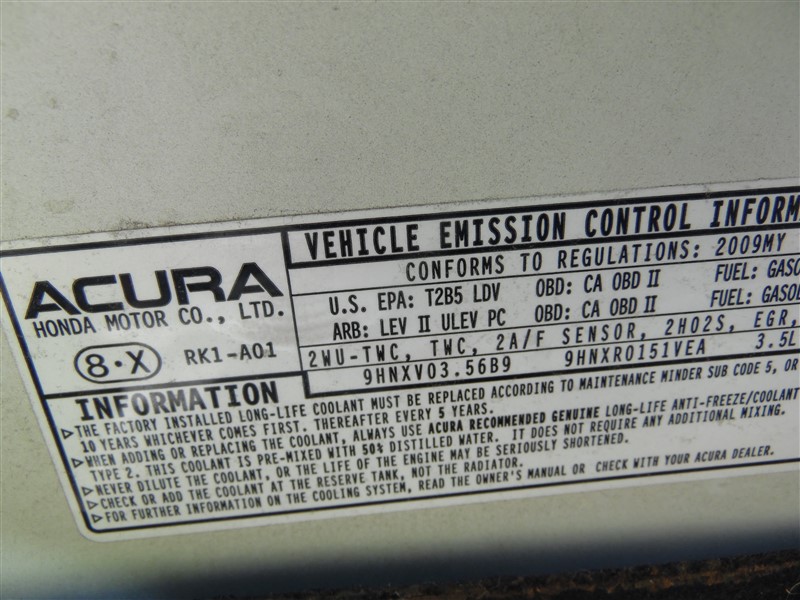 VEHICLE EMISSION CONTROL INFORM
CONFORMS TO REGULATIONS: 2009MY
ACURA
HONDA MOTOR CO., LTD.
8·X RK1-A01
U.S. EPA: T2B5 LDV OBD: CA OBD II FUEL: GASO
ARB: LEV II ULEV PC OBD: CA OBD II FUEL: GASOL
2WU-TWC, TWC, 2A/F SENSOR, 2HO2S, EGR,
9HNXV03.56B9 9HNXR0151VEA 3.5L
INFORMATION
▷THE FACTORY INSTALLED LONG-LIFE COOLANT MUST BE REPLACED ACCORDING TO MAINTENANCE MINDER SUB CODE 5, OR
10 YEARS WHICHEVER COMES FIRST. THEREAFTER EVERY 5 YEARS.
▷WHEN ADDING OR REPLACING THE COOLANT, ALWAYS USE ACURA RECOMMENDED GENUINE LONG-LIFE ANTI-FREEZE/COOLANT
TYPE 2. THIS COOLANT IS PRE-MIXED WITH 50% DISTILLED WATER. IT DOES NOT REQUIRE ANY ADDITIONAL MIXING.
▷NEVER DILUTE THE COOLANT, OR THE LIFE OF THE ENGINE MAY BE SERIOUSLY SHORTENED.
▷CHECK OR ADD THE COOLANT AT THE RESERVE TANK, NOT THE RADIATOR.
▷FOR FURTHER INFORMATION ON THE COOLING SYSTEM, READ THE OWNER'S MANUAL OR CHECK WITH YOUR ACURA DEALER.